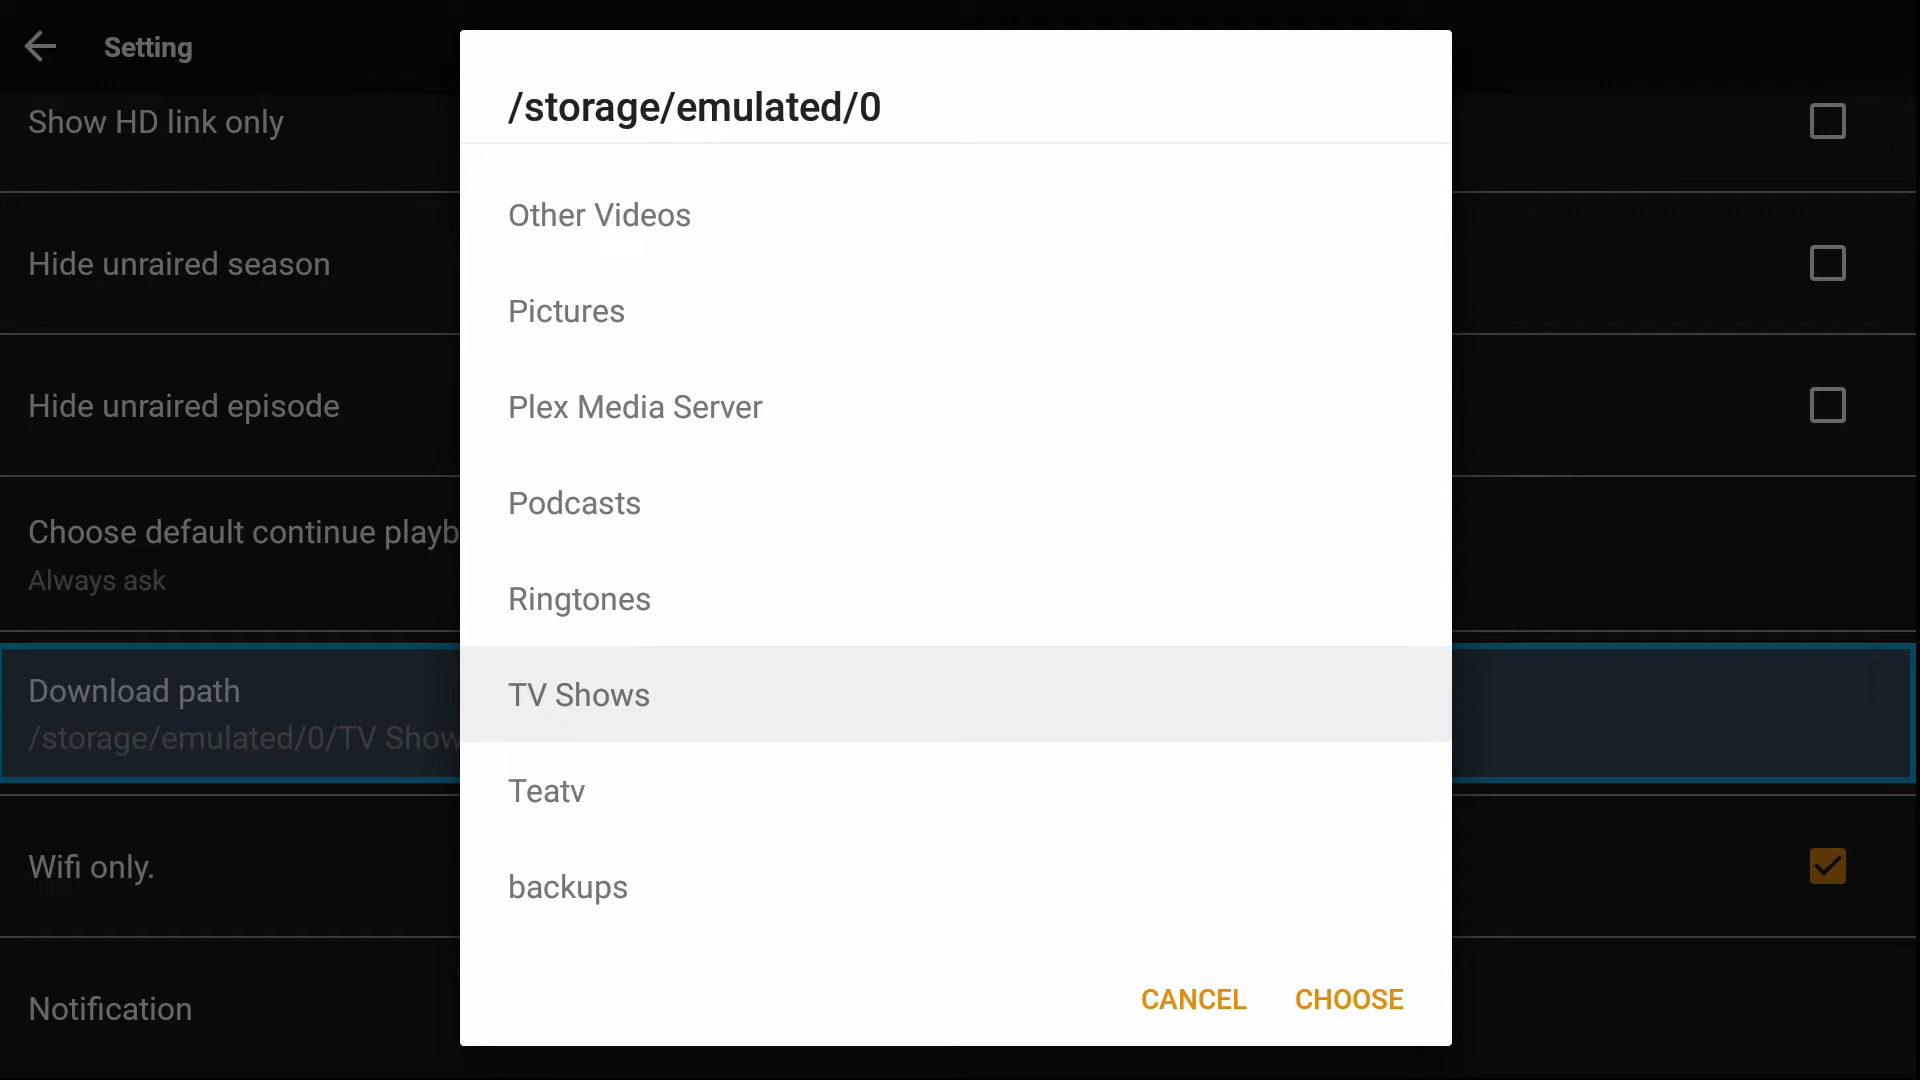 Setting
Show HD link only
Hide unraired season
Hide unraired episode
Choose default continue playb
Always ask
Download path
/storage/emulated/0/TV Show
Wifi only.
Notification
/storage/emulated/0
Other Videos
Pictures
Plex Media Server
Podcasts
Ringtones
TV Shows
Teatv
backups
CANCEL CHOOSE